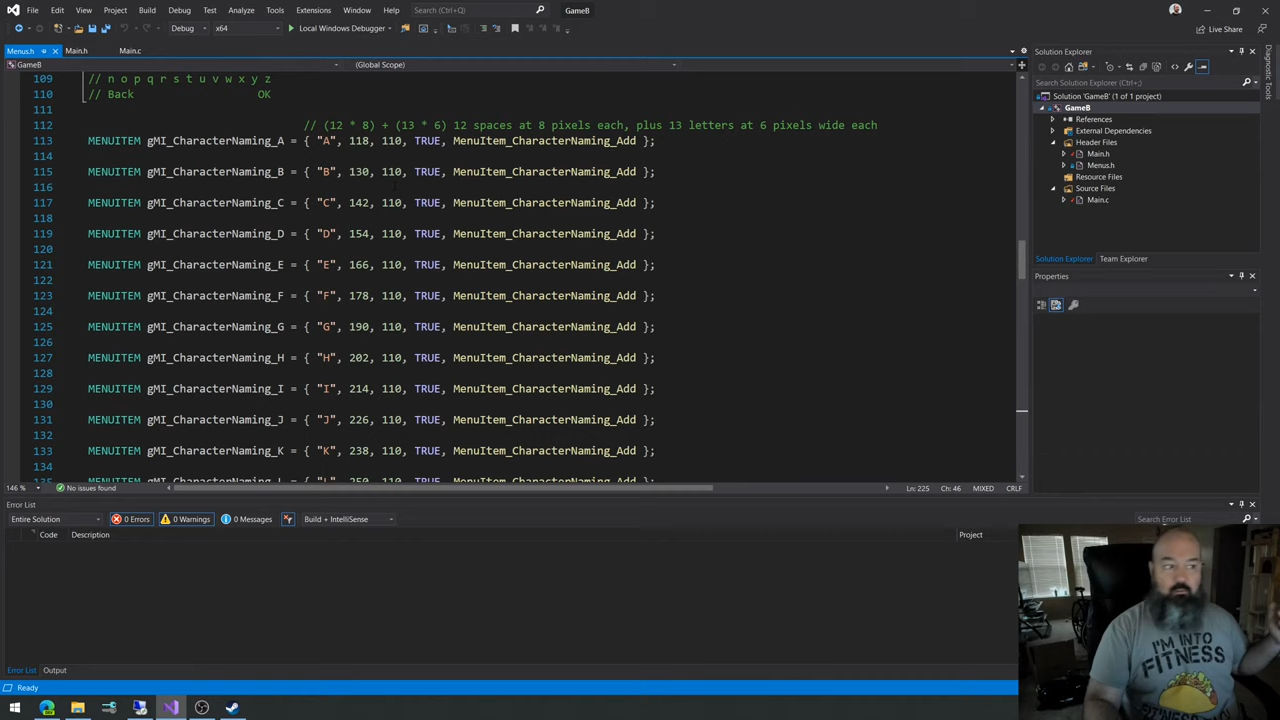 File Edit View Project Build Debug Test Analyze Tools Extensions Window Help Search (Ctrl+Q) GameB
Debug x64 Local Windows Debugger Live Share
Menus.h Main.h Main.c
GameB (Global Scope)
109 // n o p q r s t u v w x y z
110 // Back OK
111
112 // (12 * 8) + (13 * 6) 12 spaces at 8 pixels each, plus 13 letters at 6 pixels wide each
113 MENUITEM gMI_CharacterNaming_A = { "A", 118, 110, TRUE, MenuItem_CharacterNaming_Add };
114
115 MENUITEM gMI_CharacterNaming_B = { "B", 130, 110, TRUE, MenuItem_CharacterNaming_Add };
116
117 MENUITEM gMI_CharacterNaming_C = { "C", 142, 110, TRUE, MenuItem_CharacterNaming_Add };
118
119 MENUITEM gMI_CharacterNaming_D = { "D", 154, 110, TRUE, MenuItem_CharacterNaming_Add };
120
121 MENUITEM gMI_CharacterNaming_E = { "E", 166, 110, TRUE, MenuItem_CharacterNaming_Add };
122
123 MENUITEM gMI_CharacterNaming_F = { "F", 178, 110, TRUE, MenuItem_CharacterNaming_Add };
124
125 MENUITEM gMI_CharacterNaming_G = { "G", 190, 110, TRUE, MenuItem_CharacterNaming_Add };
126
127 MENUITEM gMI_CharacterNaming_H = { "H", 202, 110, TRUE, MenuItem_CharacterNaming_Add };
128
129 MENUITEM gMI_CharacterNaming_I = { "I", 214, 110, TRUE, MenuItem_CharacterNaming_Add };
130
131 MENUITEM gMI_CharacterNaming_J = { "J", 226, 110, TRUE, MenuItem_CharacterNaming_Add };
132
133 MENUITEM gMI_CharacterNaming_K = { "K", 238, 110, TRUE, MenuItem_CharacterNaming_Add };
134
146 % No issues found Ln: 225 Ch: 46 MIXED CRLF
Solution Explorer
Search Solution Explorer (Ctrl+;)
Solution 'GameB' (1 of 1 project)
GameB
References
External Dependencies
Header Files
Main.h
Menus.h
Resource Files
Source Files
Main.c
Solution Explorer Team Explorer
Properties
Diagnostic Tools
Error List
Entire Solution 0 Errors 0 Warnings 0 Messages Build + IntelliSense Search Error List
Code Description Project
Error List Output
Ready
I'M INTO
FITNESS